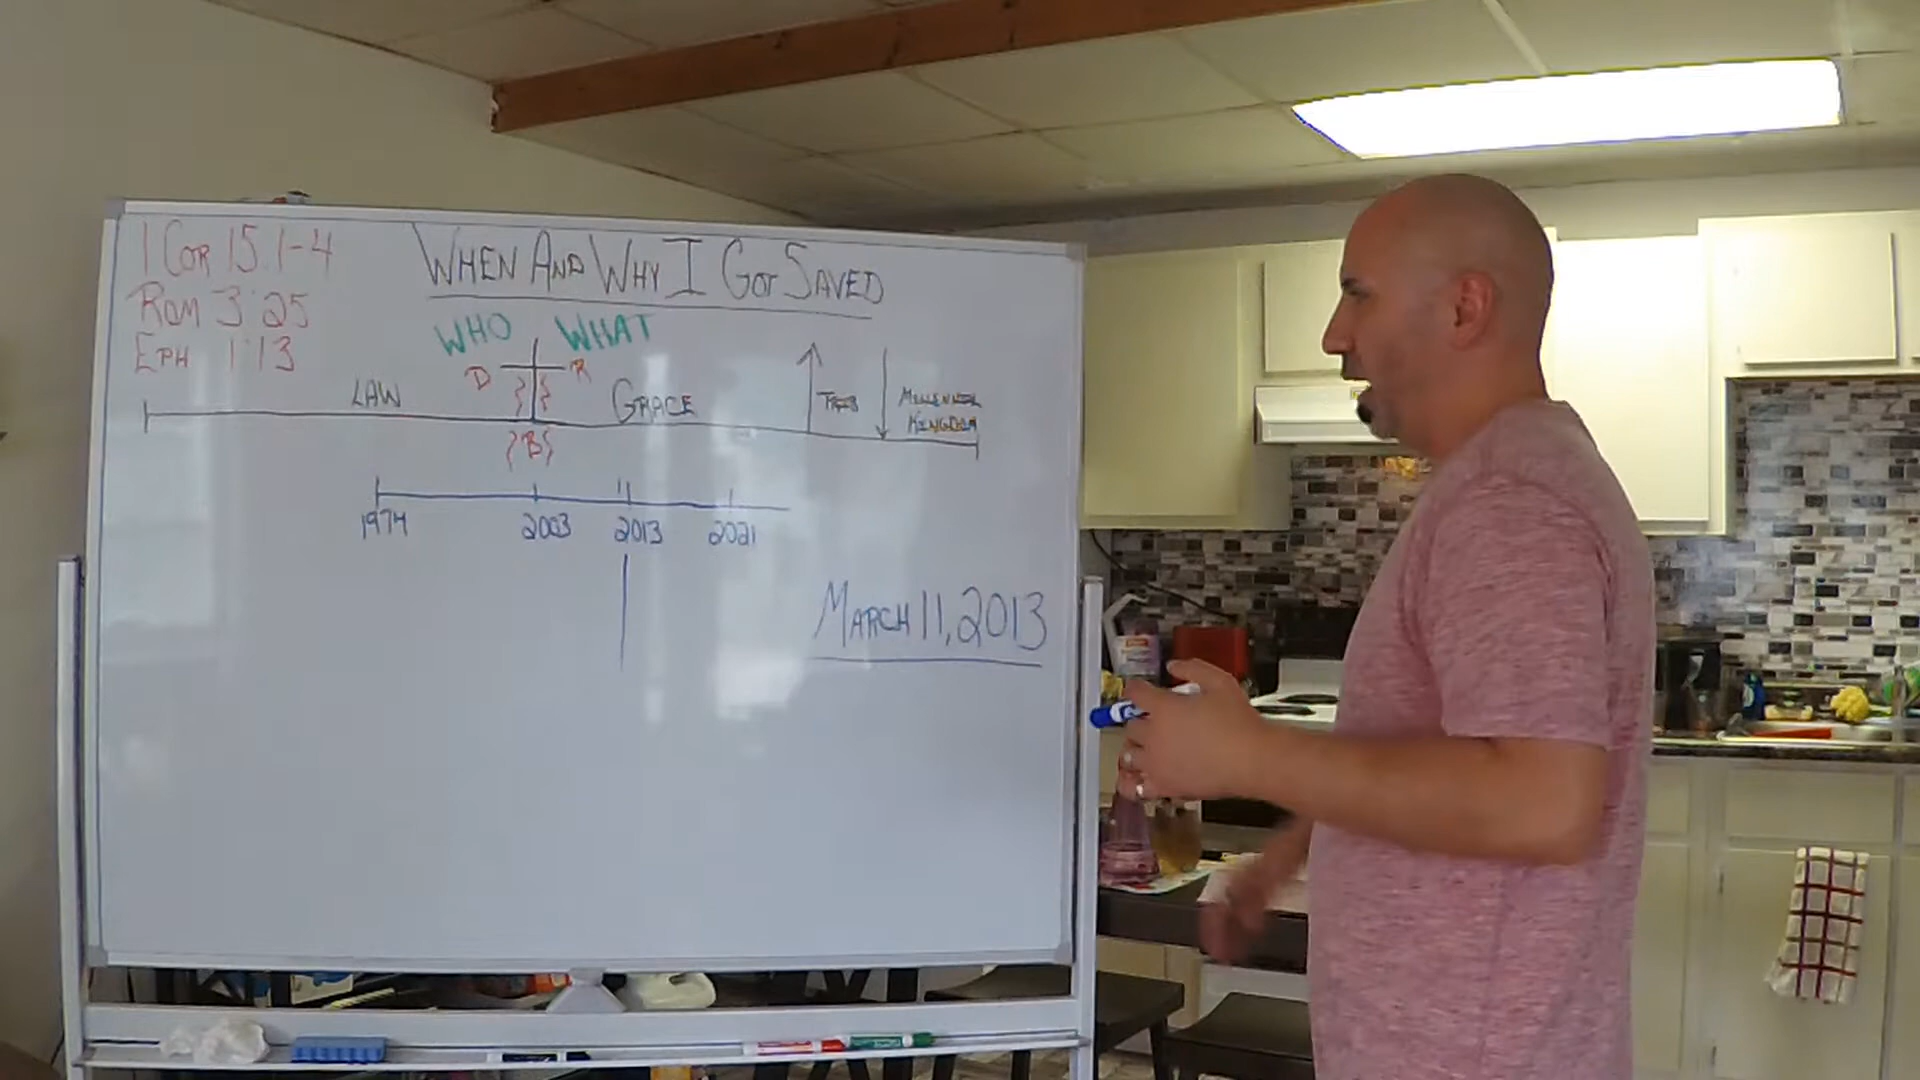 WHEN AND WHY I GOT SAVED
1 COR 15:1-4
ROM 3:25
EPH 1:13
WHO WHAT
D R
LAW GRACE
TRIB
MILLENNIAL
KINGDOM
B
1974 2003 2013 2021
MARCH 11, 2013